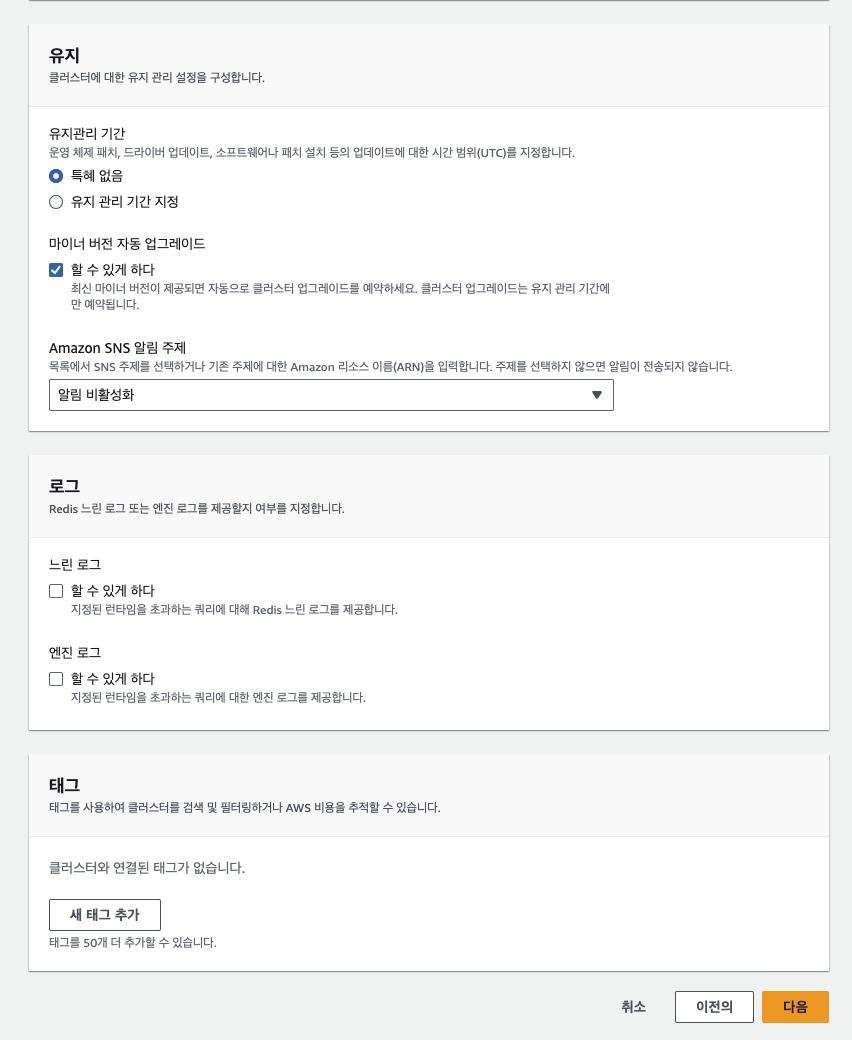 유지
클러스터에 대한 유지 관리 설정을 구성합니다.
유지관리 기간
운영 체제 패치, 드라이버 업데이트, 소프트웨어나 패치 설치 등의 업데이트에 대한 시간 범위(UTC)를 지정합니다.
특혜 없음
유지 관리 기간 지정
마이너 버전 자동 업그레이드
할 수 있게 하다
최신 마이너 버전이 제공되면 자동으로 클러스터 업그레이드를 예약하세요. 클러스터 업그레이드는 유지 관리 기간에
만 예약됩니다.
Amazon SNS 알림 주제
목록에서 SNS 주제를 선택하거나 기존 주제에 대한 Amazon 리소스 이름(ARN)을 입력합니다. 주제를 선택하지 않으면 알림이 전송되지 않습니다.
알림 비활성화
로그
Redis 느린 로그 또는 엔진 로그를 제공할지 여부를 지정합니다.
느린 로그
할 수 있게 하다
지정된 런타임을 초과하는 쿼리에 대해 Redis 느린 로그를 제공합니다.
엔진 로그
할 수 있게 하다
지정된 런타임을 초과하는 쿼리에 대한 엔진 로그를 제공합니다.
태그
태그를 사용하여 클러스터를 검색 및 필터링하거나 AWS 비용을 추적할 수 있습니다.
클러스터와 연결된 태그가 없습니다.
새 태그 추가
태그를 50개 더 추가할 수 있습니다.
취소 이전의 다음